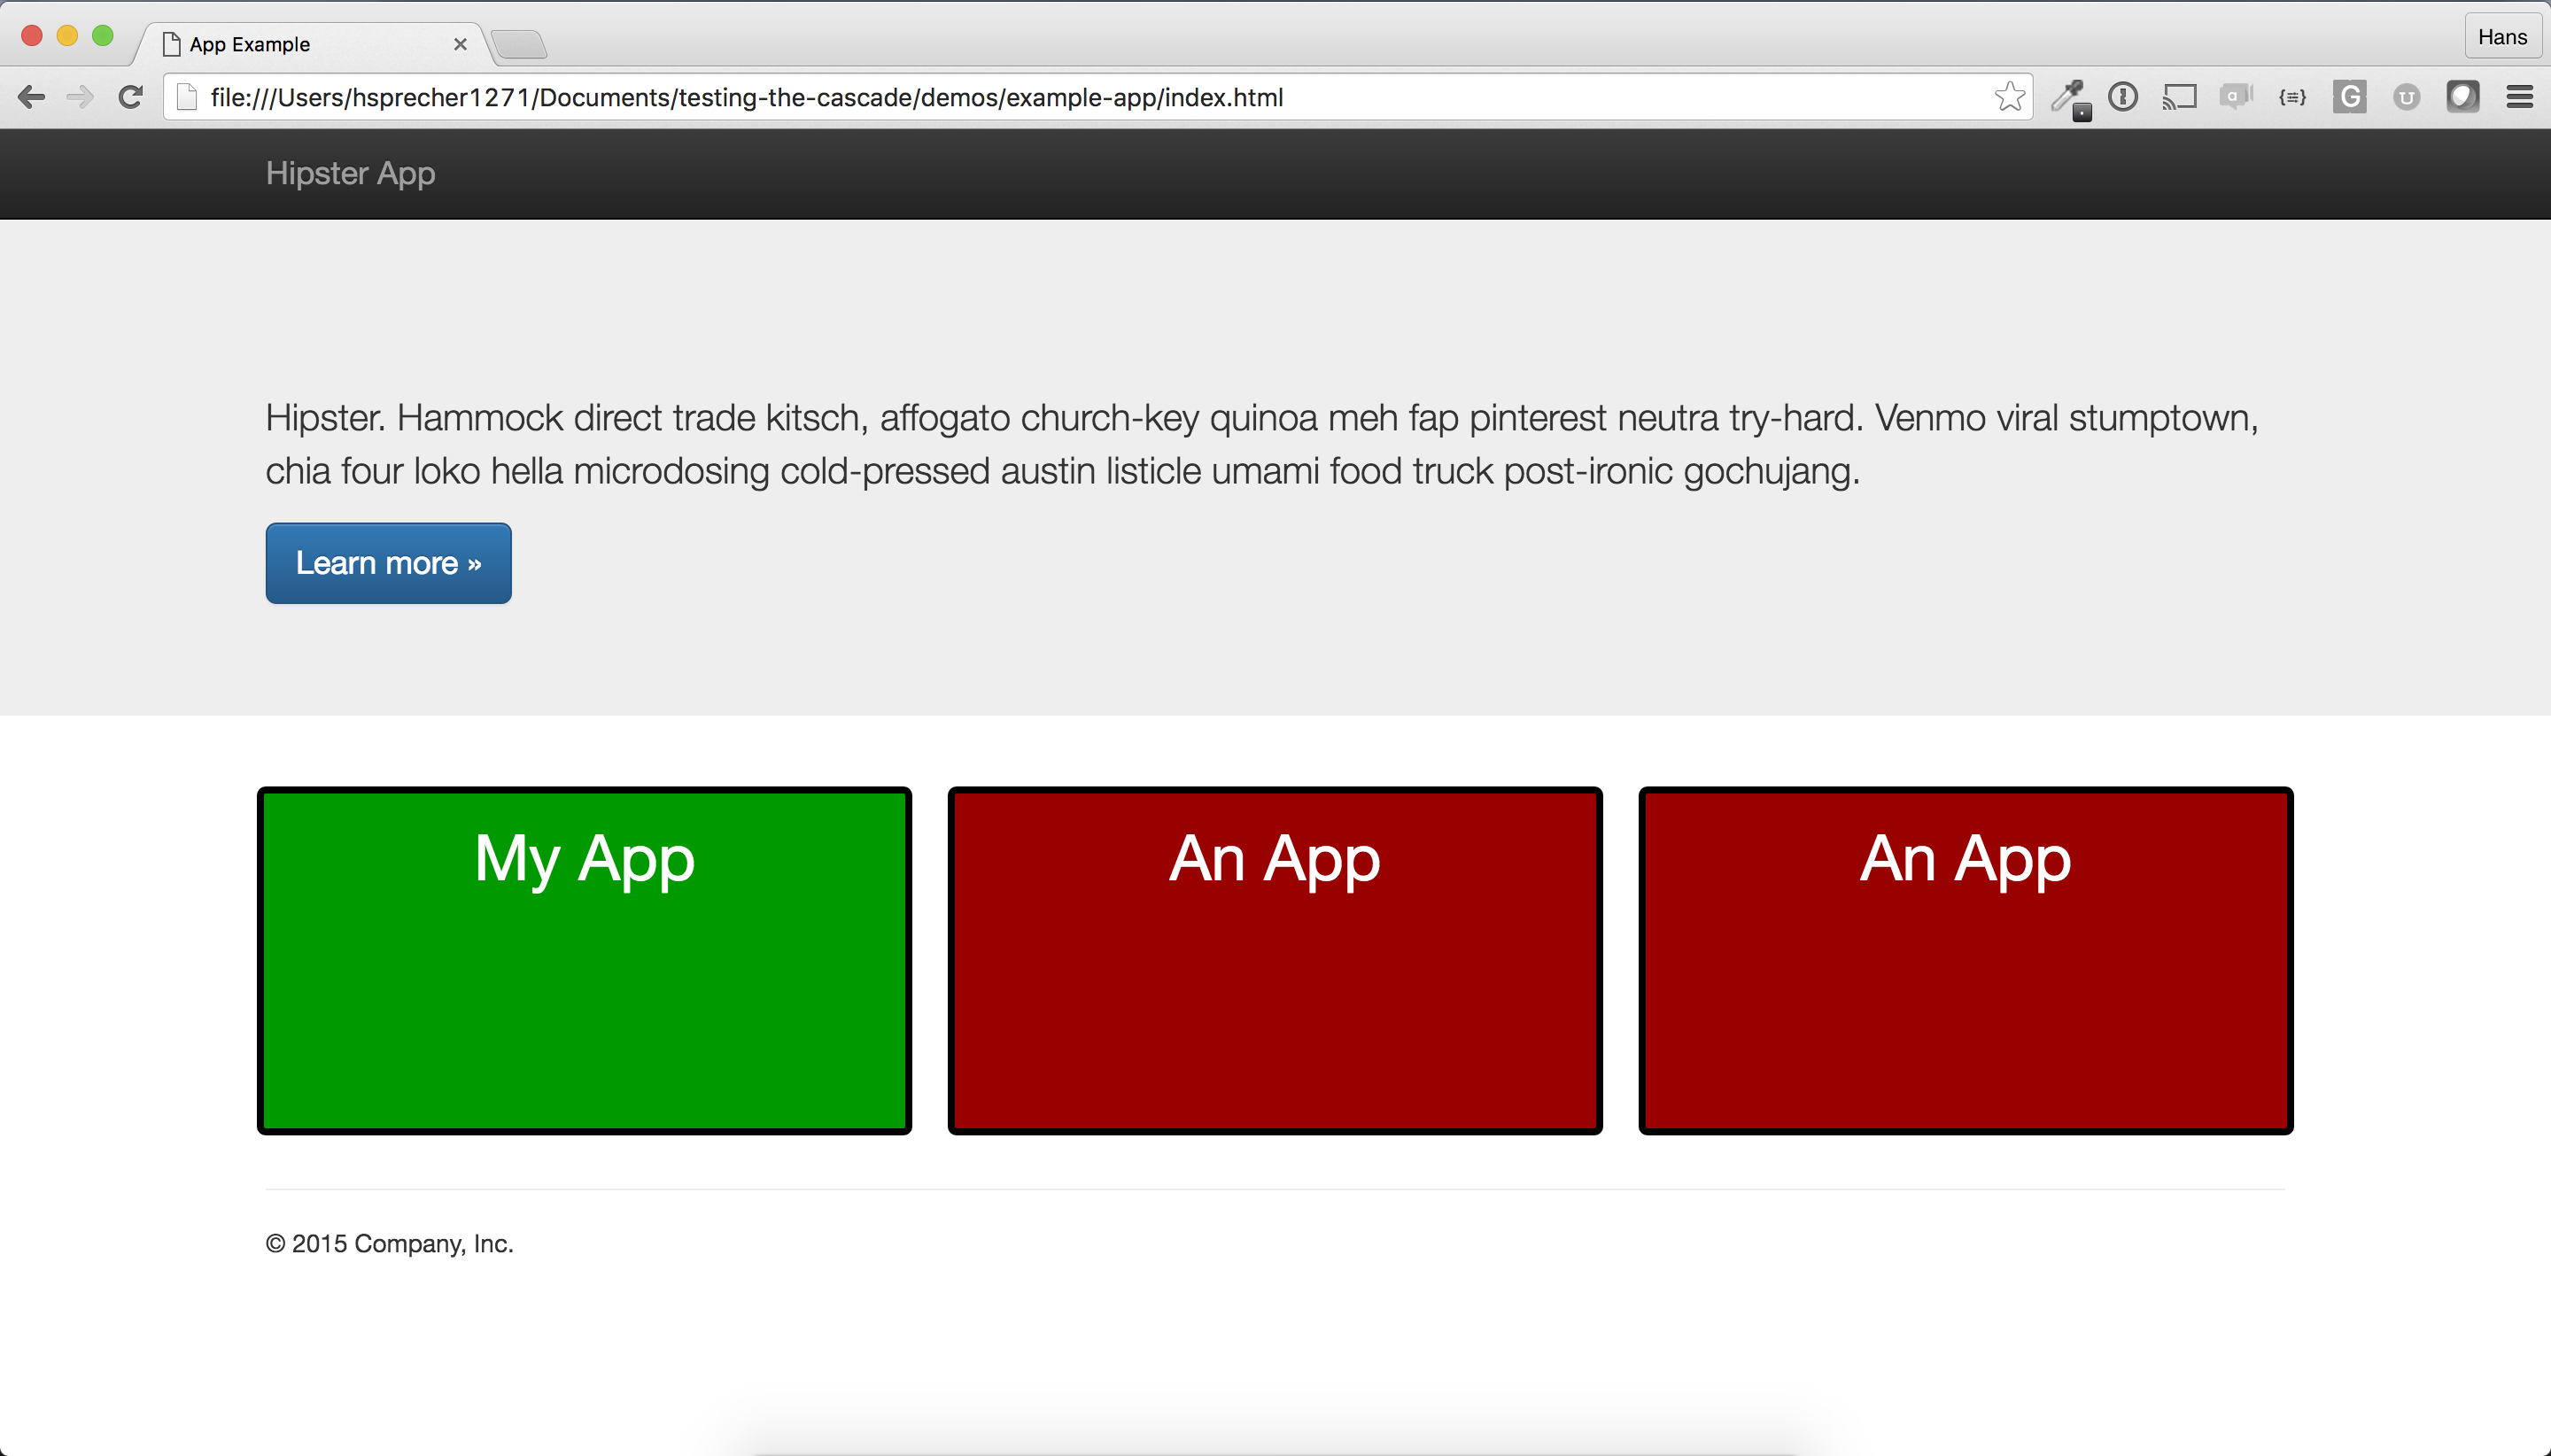 App Example
Hans
file:///Users/hsprecher1271/Documents/testing-the-cascade/demos/example-app/index.html
Hipster App
Hipster. Hammock direct trade kitsch, affogato church-key quinoa meh fap pinterest neutra try-hard. Venmo viral stumptown,
chia four loko hella microdosing cold-pressed austin listicle umami food truck post-ironic gochujang.
Learn more »
My App
An App
An App
© 2015 Company, Inc.